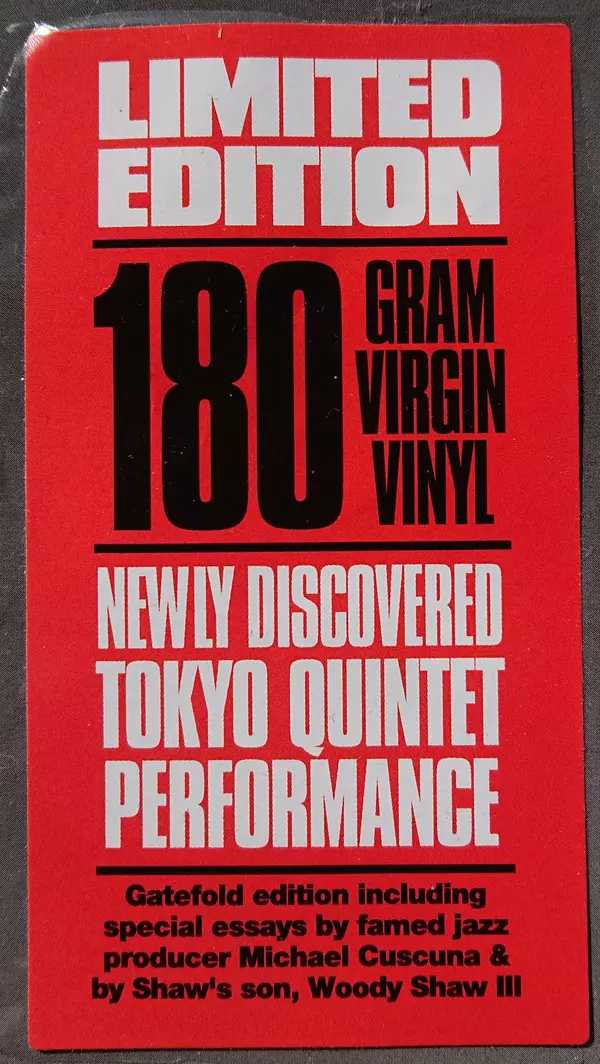 LIMITED
EDITION
180
GRAM
VIRGIN
VINYL
NEWLY DISCOVERED
TOKYO QUINTET
PERFORMANCE
Gatefold edition including
special essays by famed jazz
producer Michael Cuscuna &
by Shaw's son, Woody Shaw III